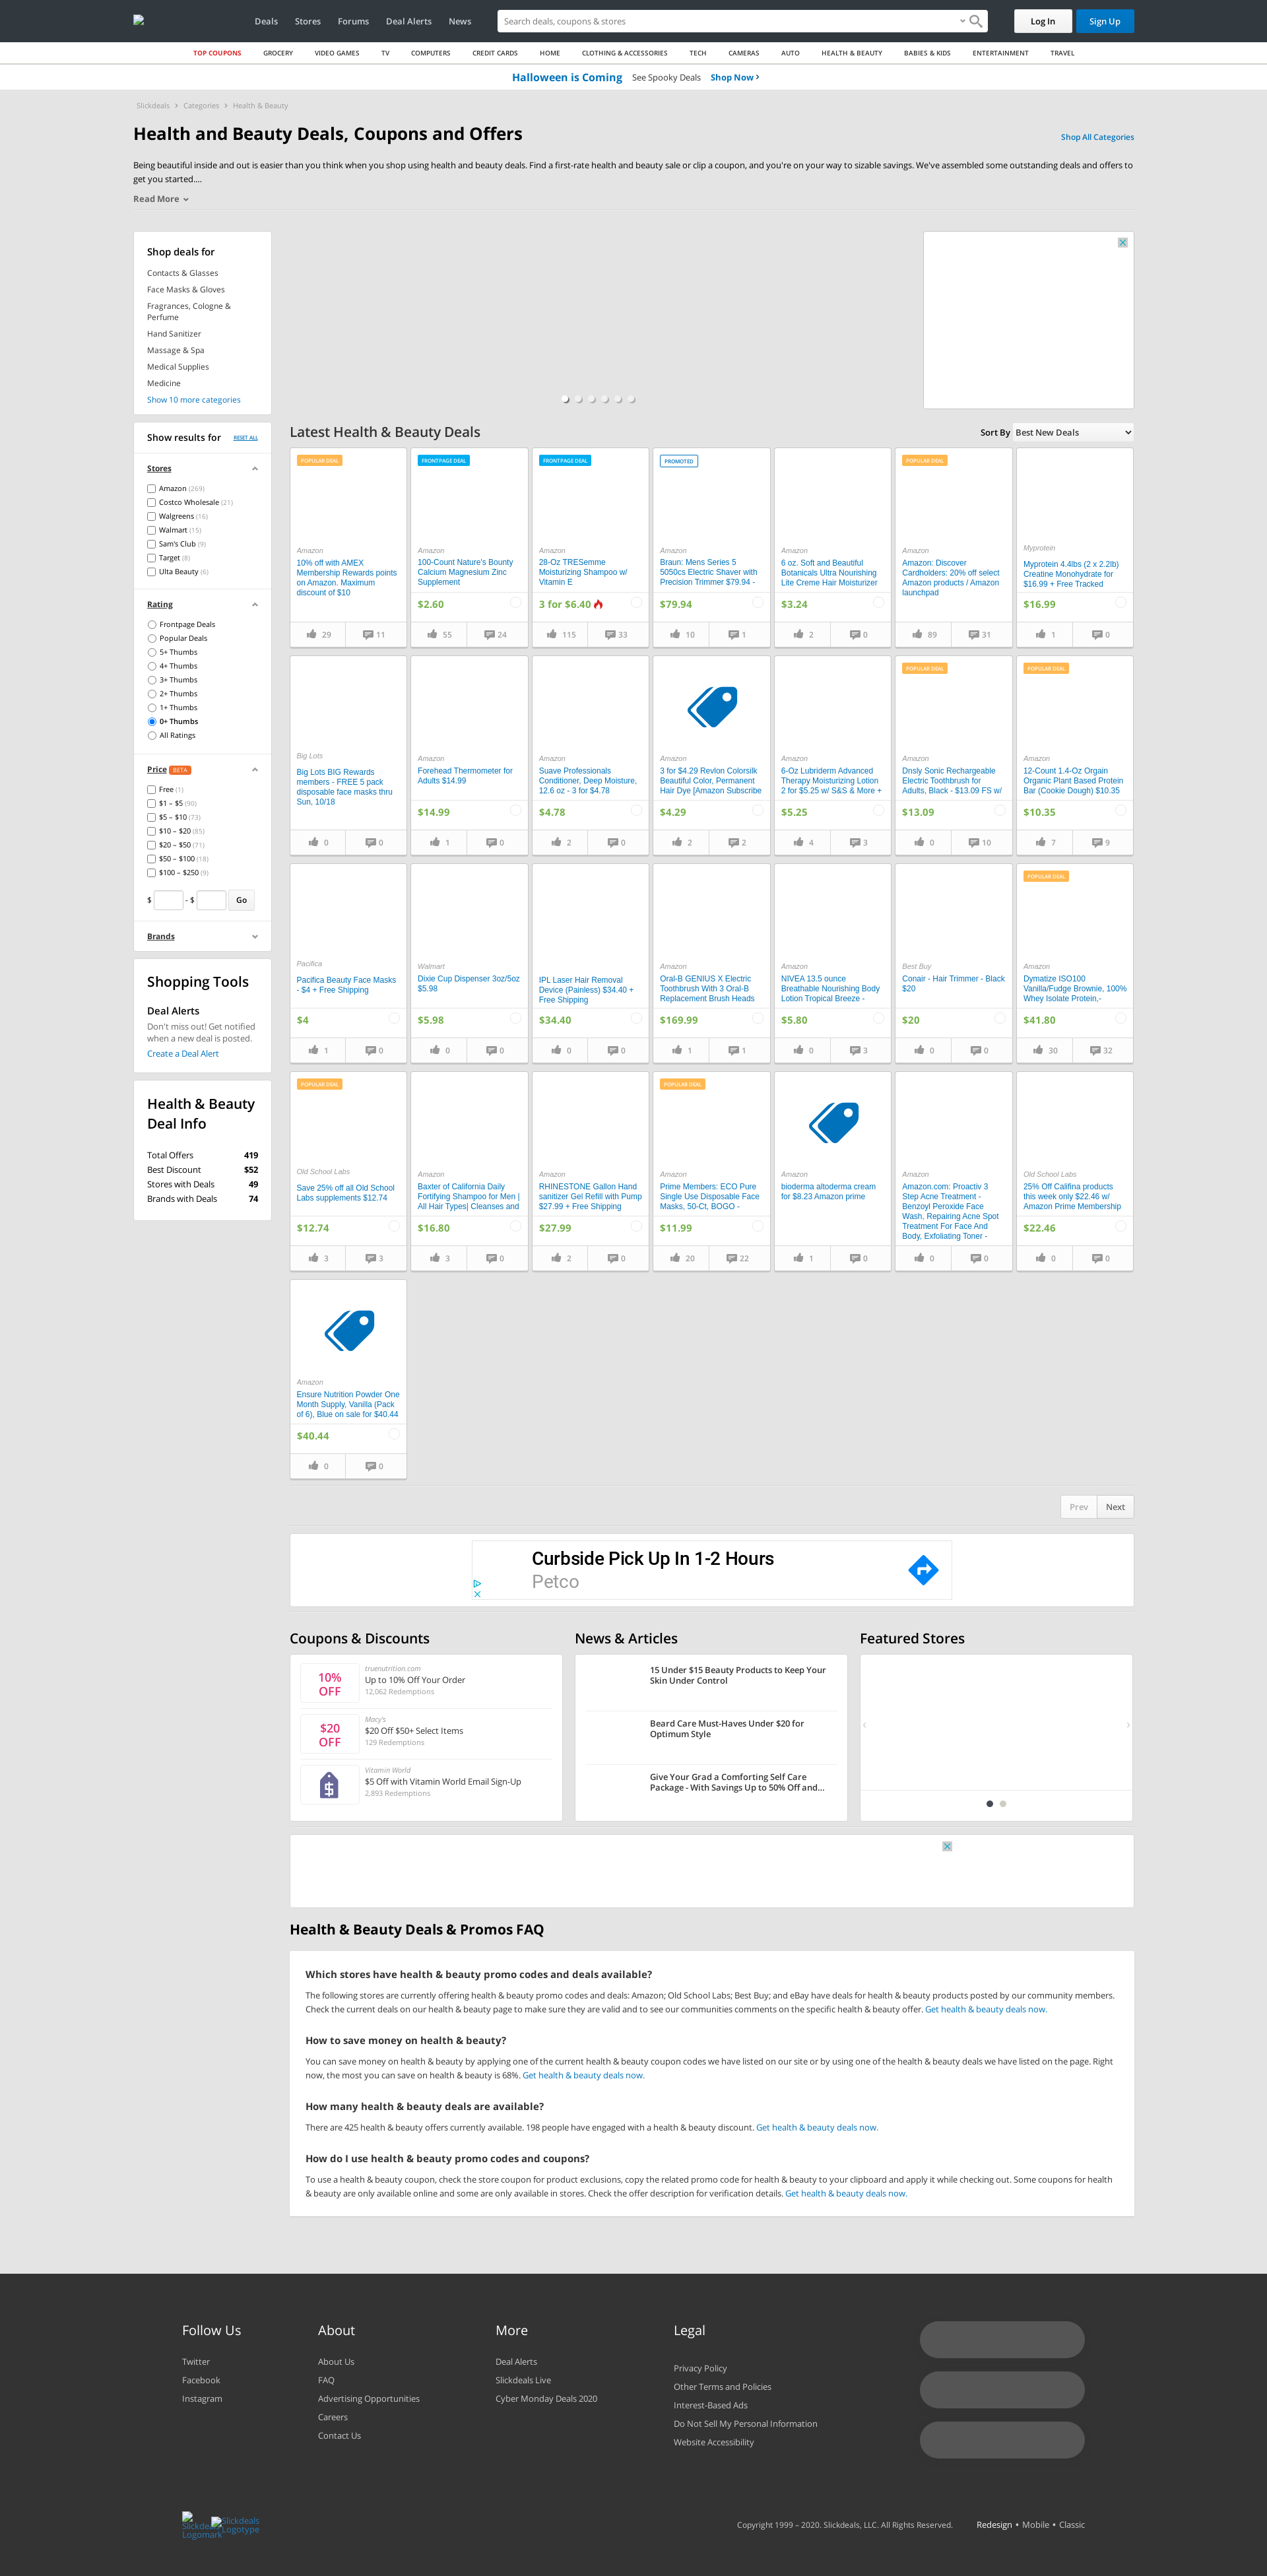 Deals Stores Forums Deal Alerts News
Search deals, coupons & stores
Log In
Sign Up
TOP COUPONS GROCERY VIDEO GAMES TV COMPUTERS CREDIT CARDS HOME CLOTHING & ACCESSORIES TECH CAMERAS AUTO HEALTH & BEAUTY BABIES & KIDS ENTERTAINMENT TRAVEL
Halloween is Coming See Spooky Deals Shop Now
Slickdeals Categories Health & Beauty
Health and Beauty Deals, Coupons and Offers
Shop All Categories
Being beautiful inside and out is easier than you think when you shop using health and beauty deals. Find a first-rate health and beauty sale or clip a coupon, and you're on your way to sizable savings. We've assembled some outstanding deals and offers to
get you started....
Read More
Shop deals for
Contacts & Glasses
Face Masks & Gloves
Fragrances, Cologne &
Perfume
Hand Sanitizer
Massage & Spa
Medical Supplies
Medicine
Show 10 more categories
Show results for RESET ALL
Stores
Amazon (269)
Costco Wholesale (21)
Walgreens (16)
Walmart (15)
Sam's Club (9)
Target (8)
Ulta Beauty (6)
Rating
Frontpage Deals
Popular Deals
5+ Thumbs
4+ Thumbs
3+ Thumbs
2+ Thumbs
1+ Thumbs
0+ Thumbs
All Ratings
Price BETA
Free (1)
$1 – $5 (90)
$5 – $10 (73)
$10 – $20 (85)
$20 – $50 (71)
$50 – $100 (18)
$100 – $250 (9)
$ - $ Go
Brands
Shopping Tools
Deal Alerts
Don't miss out! Get notified
when a new deal is posted.
Create a Deal Alert
Health & Beauty
Deal Info
Total Offers 419
Best Discount $52
Stores with Deals 49
Brands with Deals 74
Latest Health & Beauty Deals
Sort By Best New Deals
POPULAR DEAL
Amazon
10% off with AMEX
Membership Rewards points
on Amazon. Maximum
discount of $10
29 11
FRONTPAGE DEAL
Amazon
100-Count Nature's Bounty
Calcium Magnesium Zinc
Supplement
$2.60
55 24
FRONTPAGE DEAL
Amazon
28-Oz TRESemme
Moisturizing Shampoo w/
Vitamin E
3 for $6.40
115 33
PROMOTED
Amazon
Braun: Mens Series 5
5050cs Electric Shaver with
Precision Trimmer $79.94 -
$79.94
10 1
Amazon
6 oz. Soft and Beautiful
Botanicals Ultra Nourishing
Lite Creme Hair Moisturizer
$3.24
2 0
POPULAR DEAL
Amazon
Amazon: Discover
Cardholders: 20% off select
Amazon products / Amazon
launchpad
89 31
Myprotein
Myprotein 4.4lbs (2 x 2.2lb)
Creatine Monohydrate for
$16.99 + Free Tracked
$16.99
1 0
Big Lots
Big Lots BIG Rewards
members - FREE 5 pack
disposable face masks thru
Sun, 10/18
0 0
Amazon
Forehead Thermometer for
Adults $14.99
$14.99
1 0
Amazon
Suave Professionals
Conditioner, Deep Moisture,
12.6 oz - 3 for $4.78
$4.78
2 0
Amazon
3 for $4.29 Revlon Colorsilk
Beautiful Color, Permanent
Hair Dye [Amazon Subscribe
$4.29
2 2
Amazon
6-Oz Lubriderm Advanced
Therapy Moisturizing Lotion
2 for $5.25 w/ S&S & More +
$5.25
4 3
POPULAR DEAL
Amazon
Dnsly Sonic Rechargeable
Electric Toothbrush for
Adults, Black - $13.09 FS w/
$13.09
0 10
POPULAR DEAL
Amazon
12-Count 1.4-Oz Orgain
Organic Plant Based Protein
Bar (Cookie Dough) $10.35
$10.35
7 9
Pacifica
Pacifica Beauty Face Masks
- $4 + Free Shipping
$4
1 0
Walmart
Dixie Cup Dispenser 3oz/5oz
$5.98
$5.98
0 0
IPL Laser Hair Removal
Device (Painless) $34.40 +
Free Shipping
$34.40
0 0
Amazon
Oral-B GENIUS X Electric
Toothbrush With 3 Oral-B
Replacement Brush Heads
$169.99
1 1
Amazon
NIVEA 13.5 ounce
Breathable Nourishing Body
Lotion Tropical Breeze -
$5.80
0 3
Best Buy
Conair - Hair Trimmer - Black
$20
$20
0 0
POPULAR DEAL
Amazon
Dymatize ISO100
Vanilla/Fudge Brownie, 100%
Whey Isolate Protein,-
$41.80
30 32
POPULAR DEAL
Old School Labs
Save 25% off all Old School
Labs supplements $12.74
$12.74
3 3
Amazon
Baxter of California Daily
Fortifying Shampoo for Men |
All Hair Types| Cleanses and
$16.80
3 0
Amazon
RHINESTONE Gallon Hand
sanitizer Gel Refill with Pump
$27.99 + Free Shipping
$27.99
2 0
POPULAR DEAL
Amazon
Prime Members: ECO Pure
Single Use Disposable Face
Masks, 50-Ct, BOGO -
$11.99
20 22
Amazon
bioderma altoderma cream
for $8.23 Amazon prime
1 0
Amazon
Amazon.com: Proactiv 3
Step Acne Treatment -
Benzoyl Peroxide Face
Wash, Repairing Acne Spot
Treatment For Face And
Body, Exfoliating Toner -
0 0
Old School Labs
25% Off Califina products
this week only $22.46 w/
Amazon Prime Membership
$22.46
0 0
Amazon
Ensure Nutrition Powder One
Month Supply, Vanilla (Pack
of 6), Blue on sale for $40.44
$40.44
0 0
Prev Next
Curbside Pick Up In 1-2 Hours
Petco
Coupons & Discounts
10%
OFF
truenutrition.com
Up to 10% Off Your Order
12,062 Redemptions
$20
OFF
Macy's
$20 Off $50+ Select Items
129 Redemptions
Vitamin World
$5 Off with Vitamin World Email Sign-Up
2,893 Redemptions
News & Articles
15 Under $15 Beauty Products to Keep Your
Skin Under Control
Beard Care Must-Haves Under $20 for
Optimum Style
Give Your Grad a Comforting Self Care
Package - With Savings Up to 50% Off and...
Featured Stores
Health & Beauty Deals & Promos FAQ
Which stores have health & beauty promo codes and deals available?
The following stores are currently offering health & beauty promo codes and deals: Amazon; Old School Labs; Best Buy; and eBay have deals for health & beauty products posted by our community members.
Check the current deals on our health & beauty page to make sure they are valid and to see our communities comments on the specific health & beauty offer. Get health & beauty deals now.
How to save money on health & beauty?
You can save money on health & beauty by applying one of the current health & beauty coupon codes we have listed on our site or by using one of the health & beauty deals we have listed on the page. Right
now, the most you can save on health & beauty is 68%. Get health & beauty deals now.
How many health & beauty deals are available?
There are 425 health & beauty offers currently available. 198 people have engaged with a health & beauty discount. Get health & beauty deals now.
How do I use health & beauty promo codes and coupons?
To use a health & beauty coupon, check the store coupon for product exclusions, copy the related promo code for health & beauty to your clipboard and apply it while checking out. Some coupons for health
& beauty are only available online and some are only available in stores. Check the offer description for verification details. Get health & beauty deals now.
Follow Us
Twitter
Facebook
Instagram
About
About Us
FAQ
Advertising Opportunities
Careers
Contact Us
More
Deal Alerts
Slickdeals Live
Cyber Monday Deals 2020
Legal
Privacy Policy
Other Terms and Policies
Interest-Based Ads
Do Not Sell My Personal Information
Website Accessibility
Slickdeals
Logomark
Slickdeals
Logotype
Copyright 1999 – 2020. Slickdeals, LLC. All Rights Reserved. Redesign • Mobile • Classic